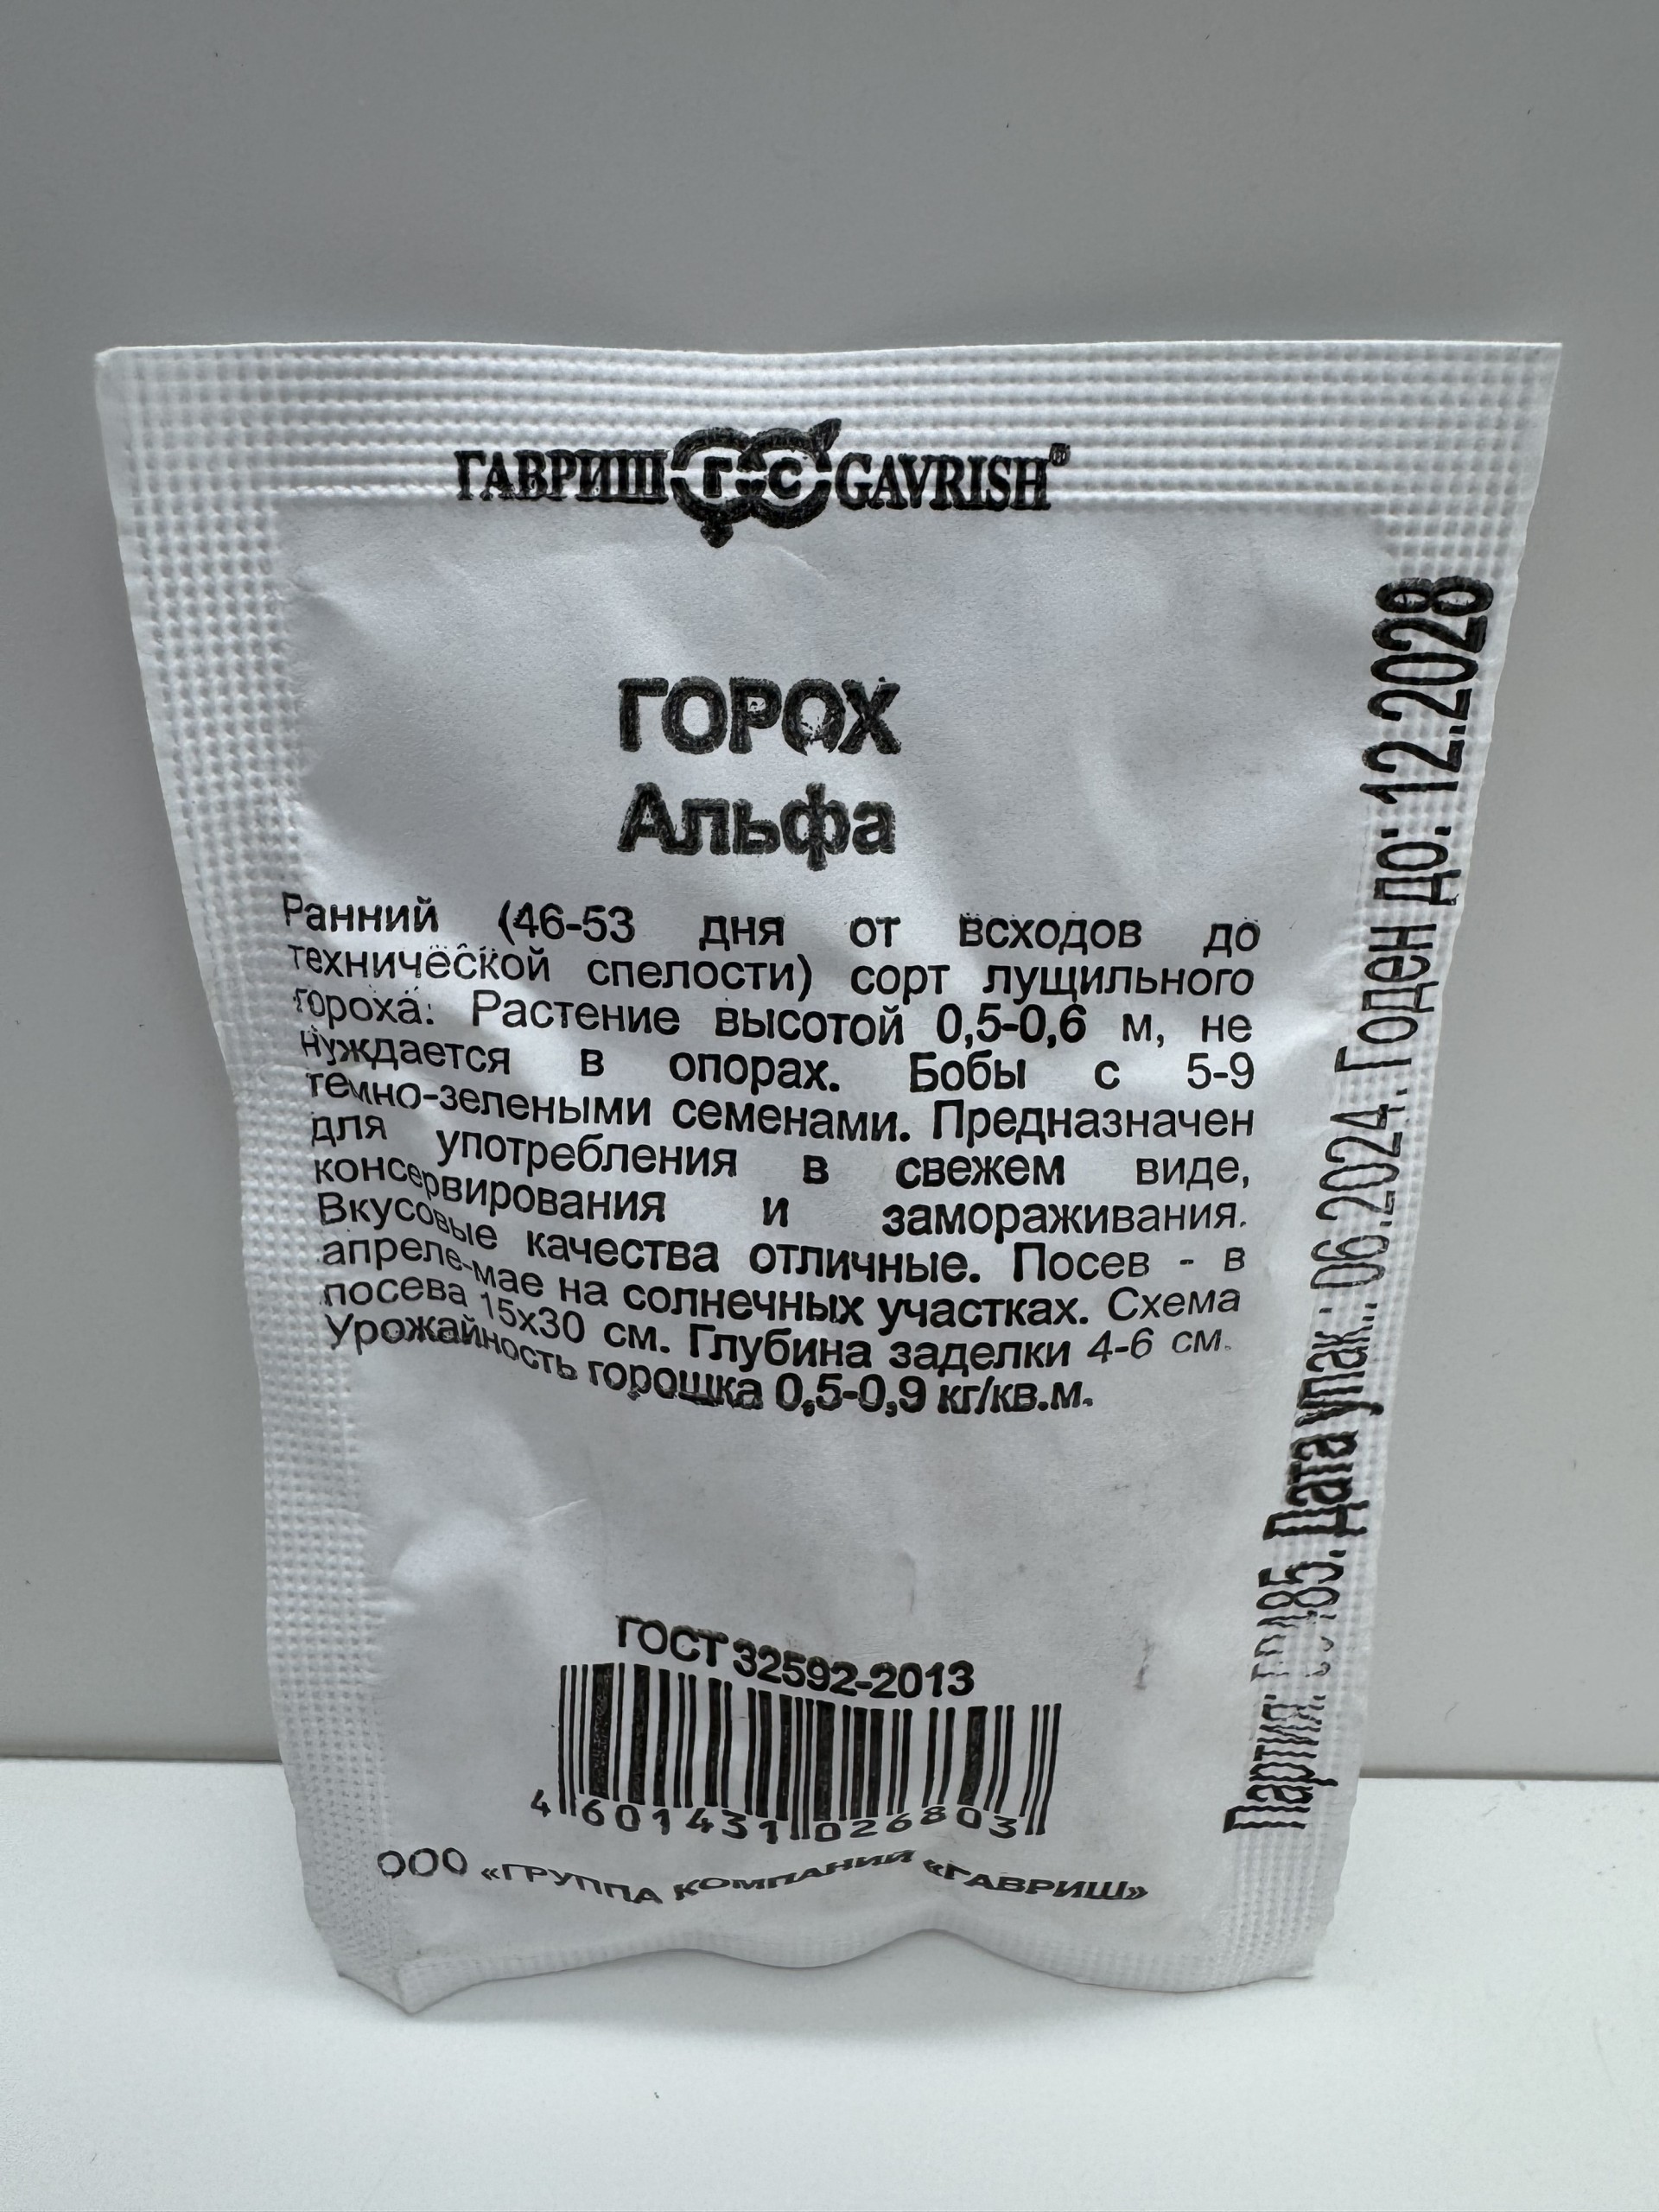 ГАВРИШ ГС GAVRISH®
ГОРОХ
Альфа
Ранний (46-53 дня от всходов до
технической спелости) сорт лущильного
гороха. Растение высотой 0,5-0,6 м, не
нуждается в опорах. Бобы с 5-9
темно-зелеными семенами. Предназначен
для употребления в свежем виде,
консервирования и замораживания.
Вкусовые качества отличные. Посев - в
апреле-мае на солнечных участках. Схема
посева 15х30 см. Глубина заделки 4-6 см.
Урожайность горошка 0,5-0,9 кг/кв.м.
ГОСТ 32592-2013
4 601431 026803
ООО «ГРУППА КОМПАНИЙ «ГАВРИШ»
Партия: Дата упак.: 06.2024. Годен до: 12.2028